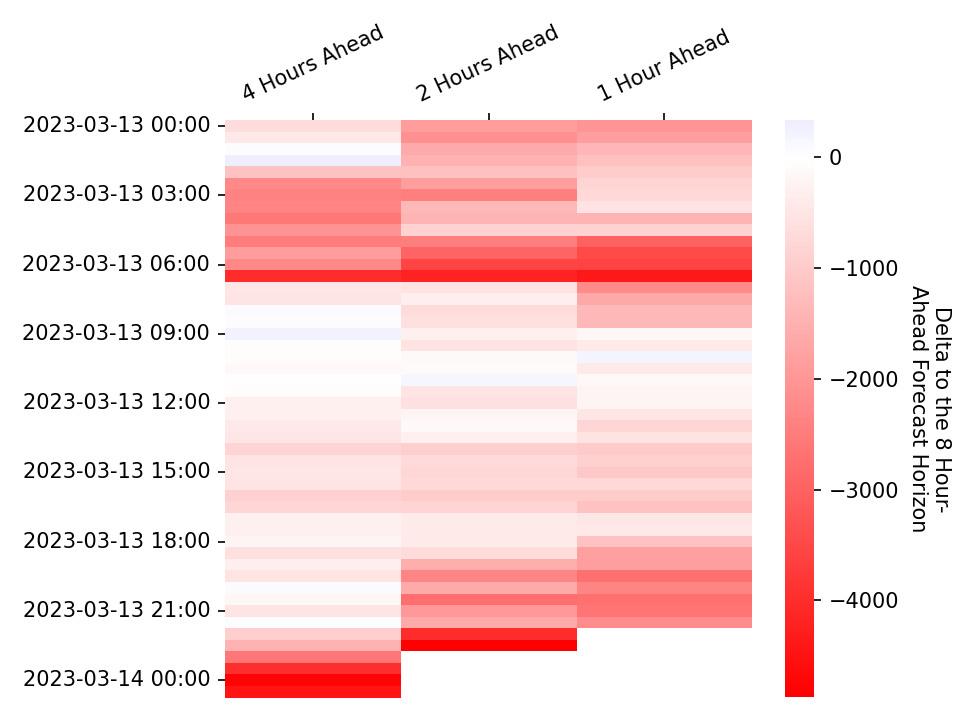 4 Hours Ahead
2 Hours Ahead
1 Hour Ahead
2023-03-13 00:00
2023-03-13 03:00
2023-03-13 06:00
2023-03-13 09:00
2023-03-13 12:00
2023-03-13 15:00
2023-03-13 18:00
2023-03-13 21:00
2023-03-14 00:00
0
−1000
−2000
−3000
−4000
Delta to the 8 Hour-
Ahead Forecast Horizon